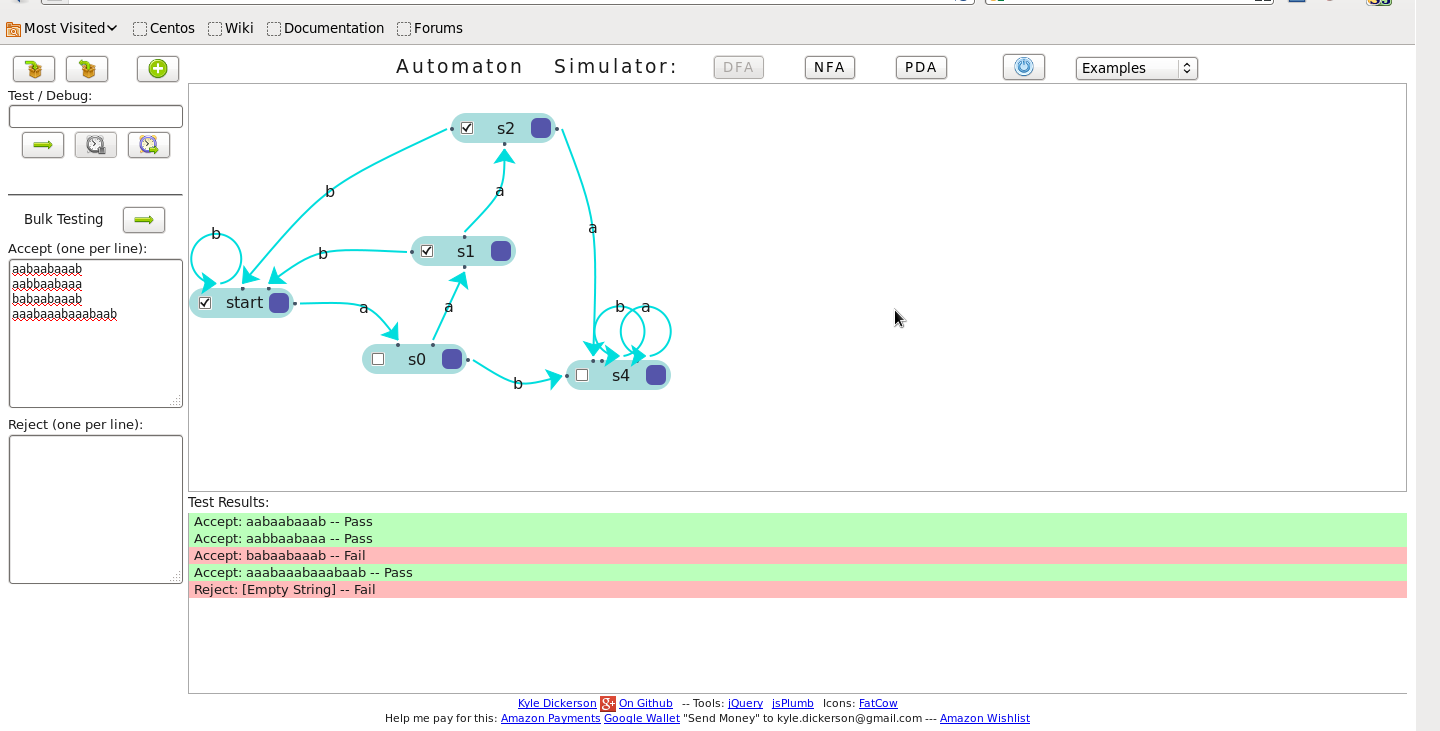 Most Visited Centos Wiki Documentation Forums
Automaton Simulator: DFA NFA PDA Examples
Test / Debug:
Bulk Testing
Accept (one per line):
aabaabaaab
aabbaabaaa
babaabaaab
aaabaaabaaabaab
Reject (one per line):
s2
b
a
a
b
b
s1
start
a
a
s0
b
b
a
s4
Test Results:
Accept: aabaabaaab -- Pass
Accept: aabbaabaaa -- Pass
Accept: babaabaaab -- Fail
Accept: aaabaaabaaabaab -- Pass
Reject: [Empty String] -- Fail
Kyle Dickerson g+ On Github -- Tools: jQuery jsPlumb Icons: FatCow
Help me pay for this: Amazon Payments Google Wallet "Send Money" to kyle.dickerson@gmail.com --- Amazon Wishlist